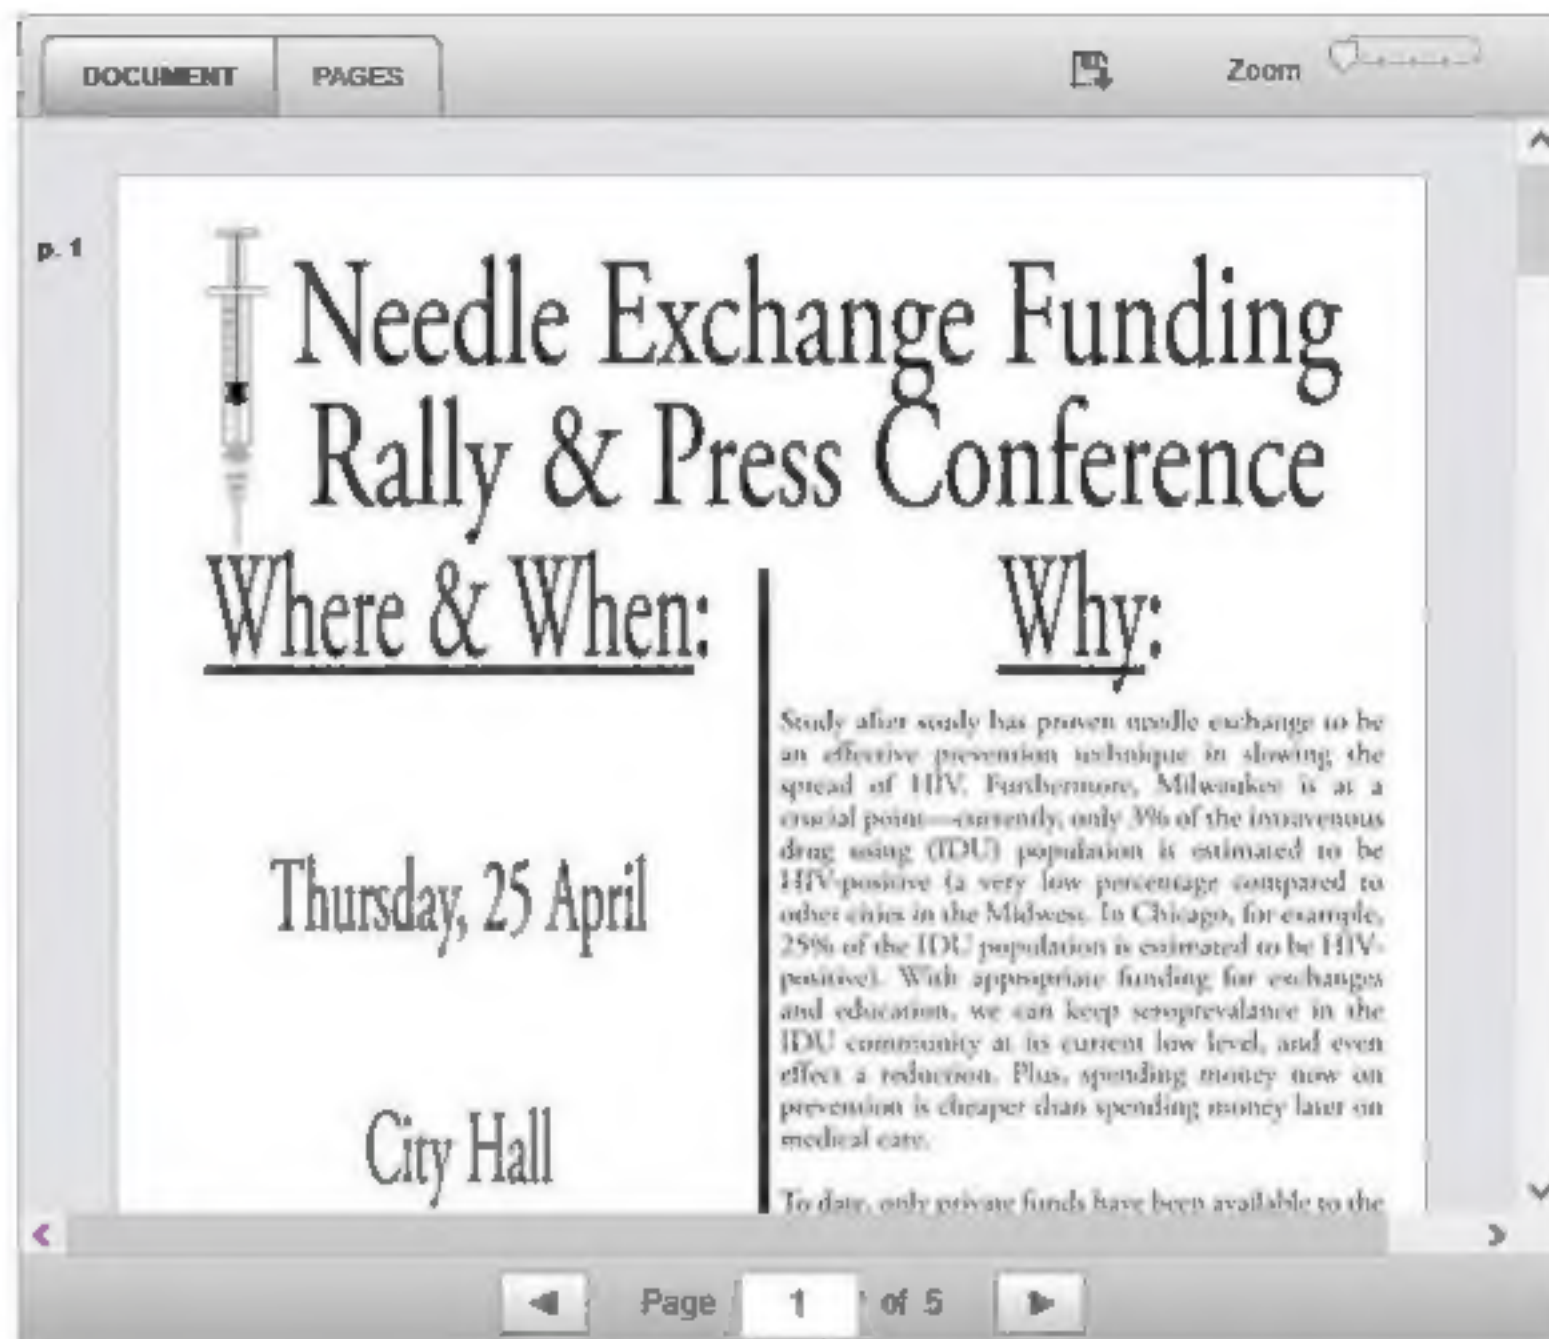 DOCUMENT
PAGES
Zoom
p. 1
Needle Exchange Funding
Rally & Press Conference
Where & When:
Thursday, 25 April
City Hall
Why:
Study after study has proven needle exchange to be
an effective prevention technique in slowing the
spread of HIV. Furthermore, Milwaukee is at a
crucial point—currently, only 3% of the intravenous
drug using (IDU) population is estimated to be
HIV-positive (a very low percentage compared to
other cities in the Midwest. In Chicago, for example,
25% of the IDU population is estimated to be HIV-
positive). With appropriate funding for exchanges
and education, we can keep seroprevalance in the
IDU community at its current low level, and even
effect a reduction. Plus, spending money now on
prevention is cheaper than spending money later on
medical care.
To date, only private funds have been available to the
Page 1 of 5